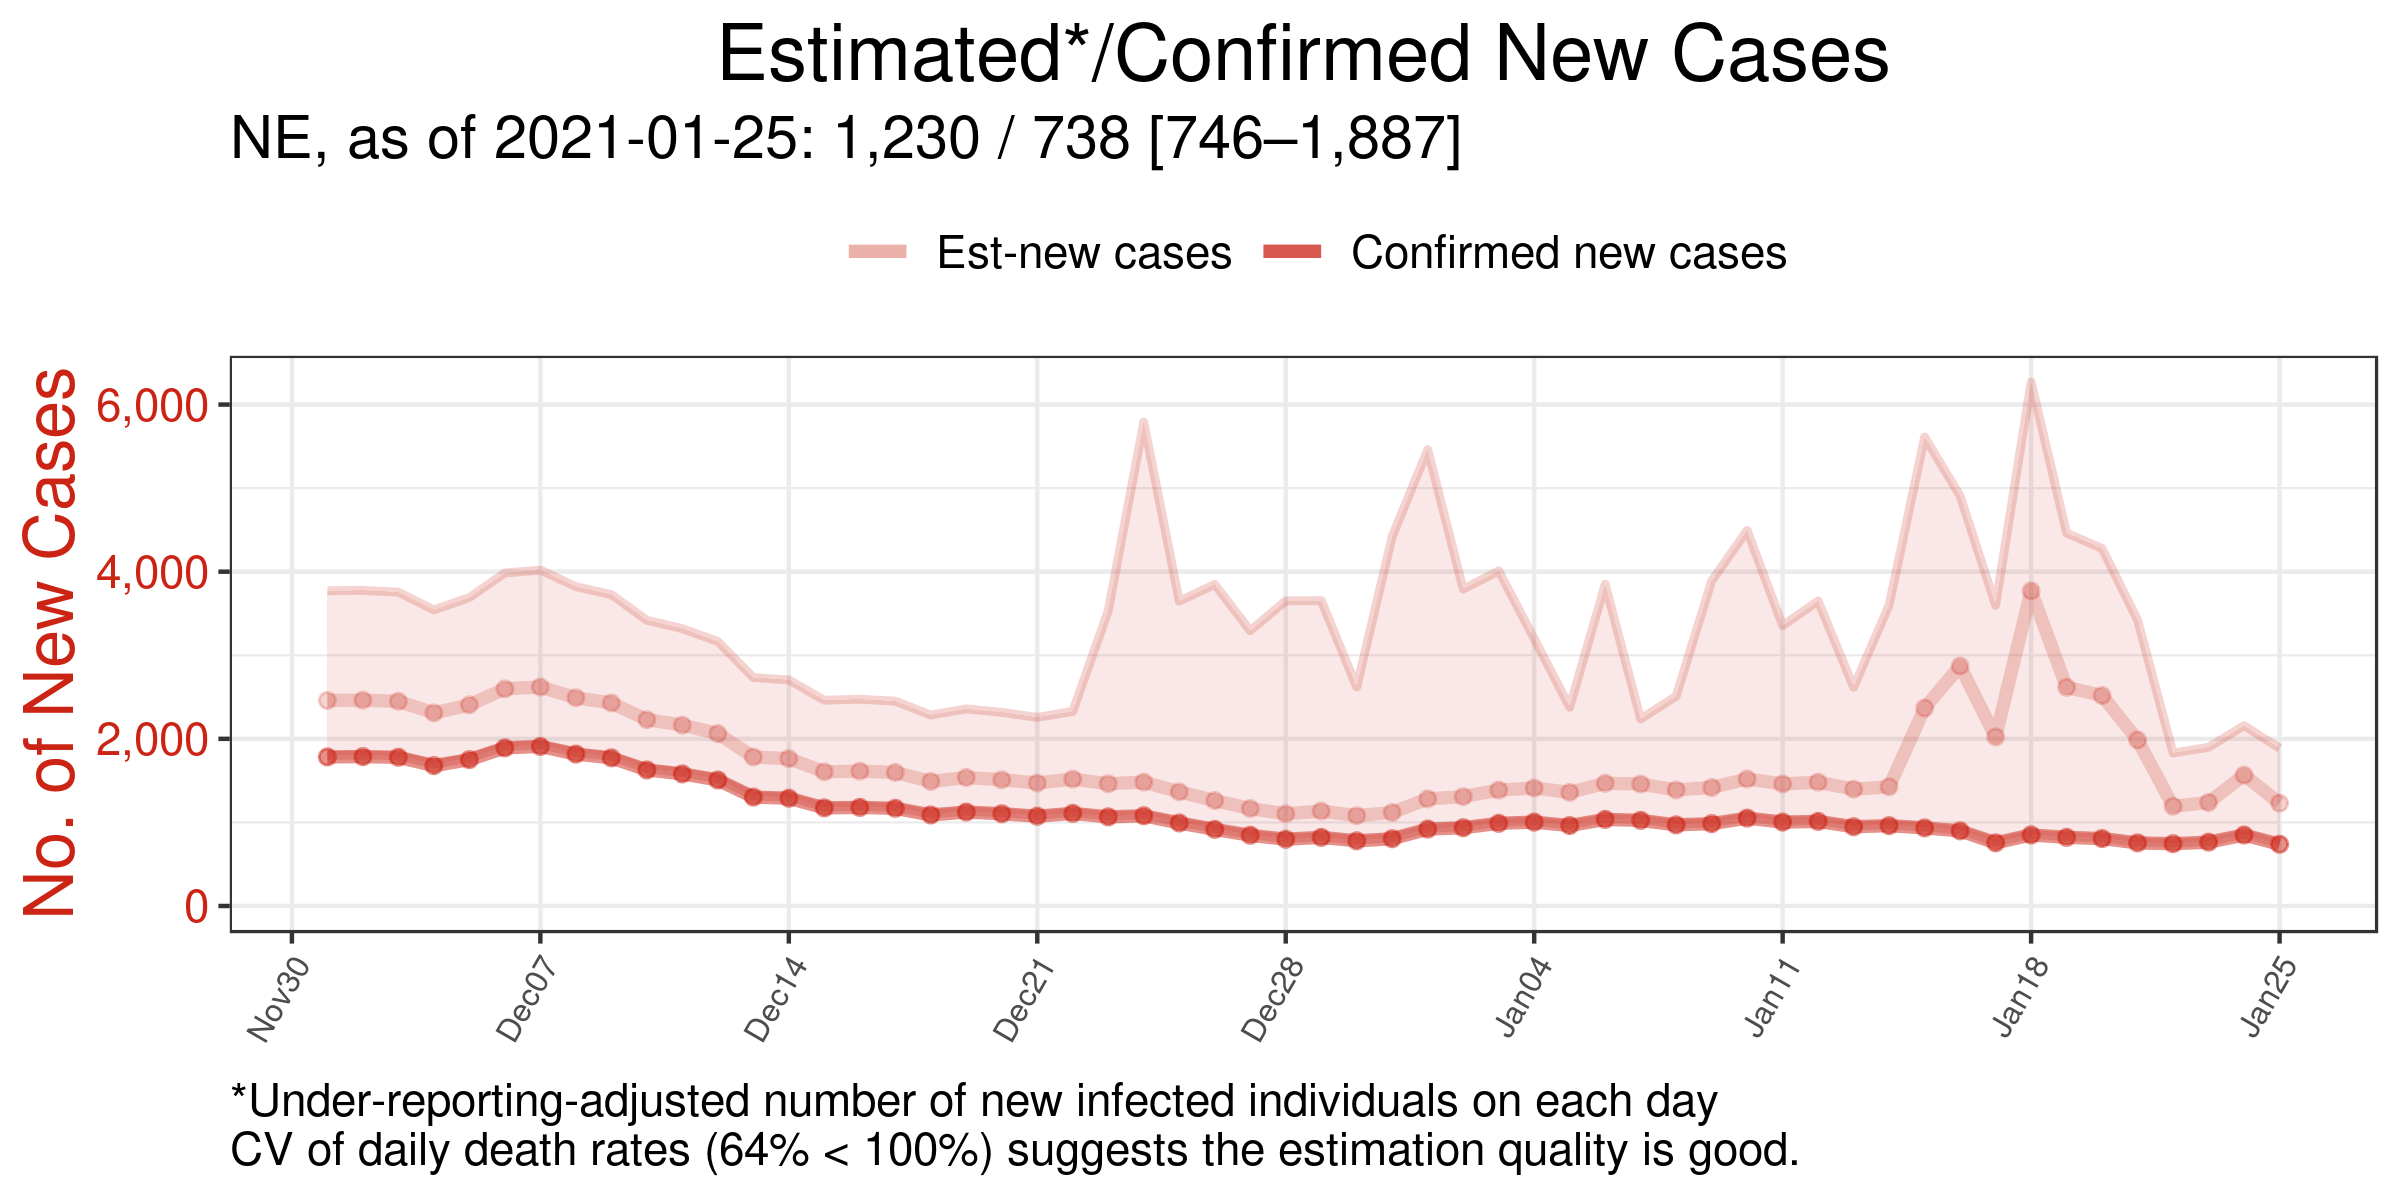 Estimated*/Confirmed New Cases
NE, as of 2021-01-25: 1,230 / 738 [746–1,887]
Est-new cases
Confirmed new cases
No. of New Cases
6,000
4,000
2,000
0
Nov30
Dec07
Dec14
Dec21
Dec28
Jan04
Jan11
Jan18
Jan25
*Under-reporting-adjusted number of new infected individuals on each day
CV of daily death rates (64% < 100%) suggests the estimation quality is good.